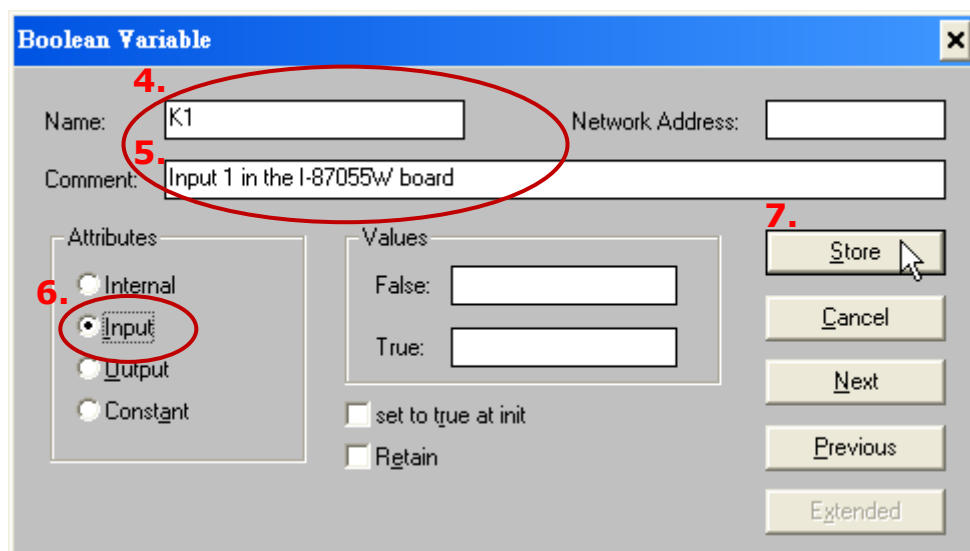 Boolean Variable
4.
Name: K1 Network Address:
5.
Comment: Input 1 in the I-87055W board
7.
Attributes Values Store
6. Internal False:
Input Cancel
True:
Output Next
Constant set to true at init
Retain Previous
Extended